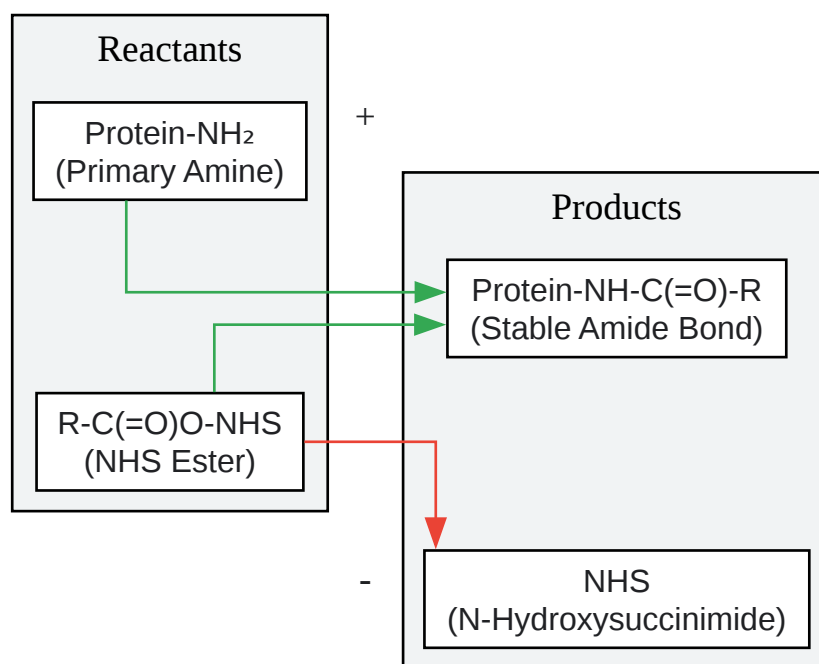 Reactants
Protein-NH₂
(Primary Amine)
R-C(=O)O-NHS
(NHS Ester)
+
Products
Protein-NH-C(=O)-R
(Stable Amide Bond)
-
NHS
(N-Hydroxysuccinimide)